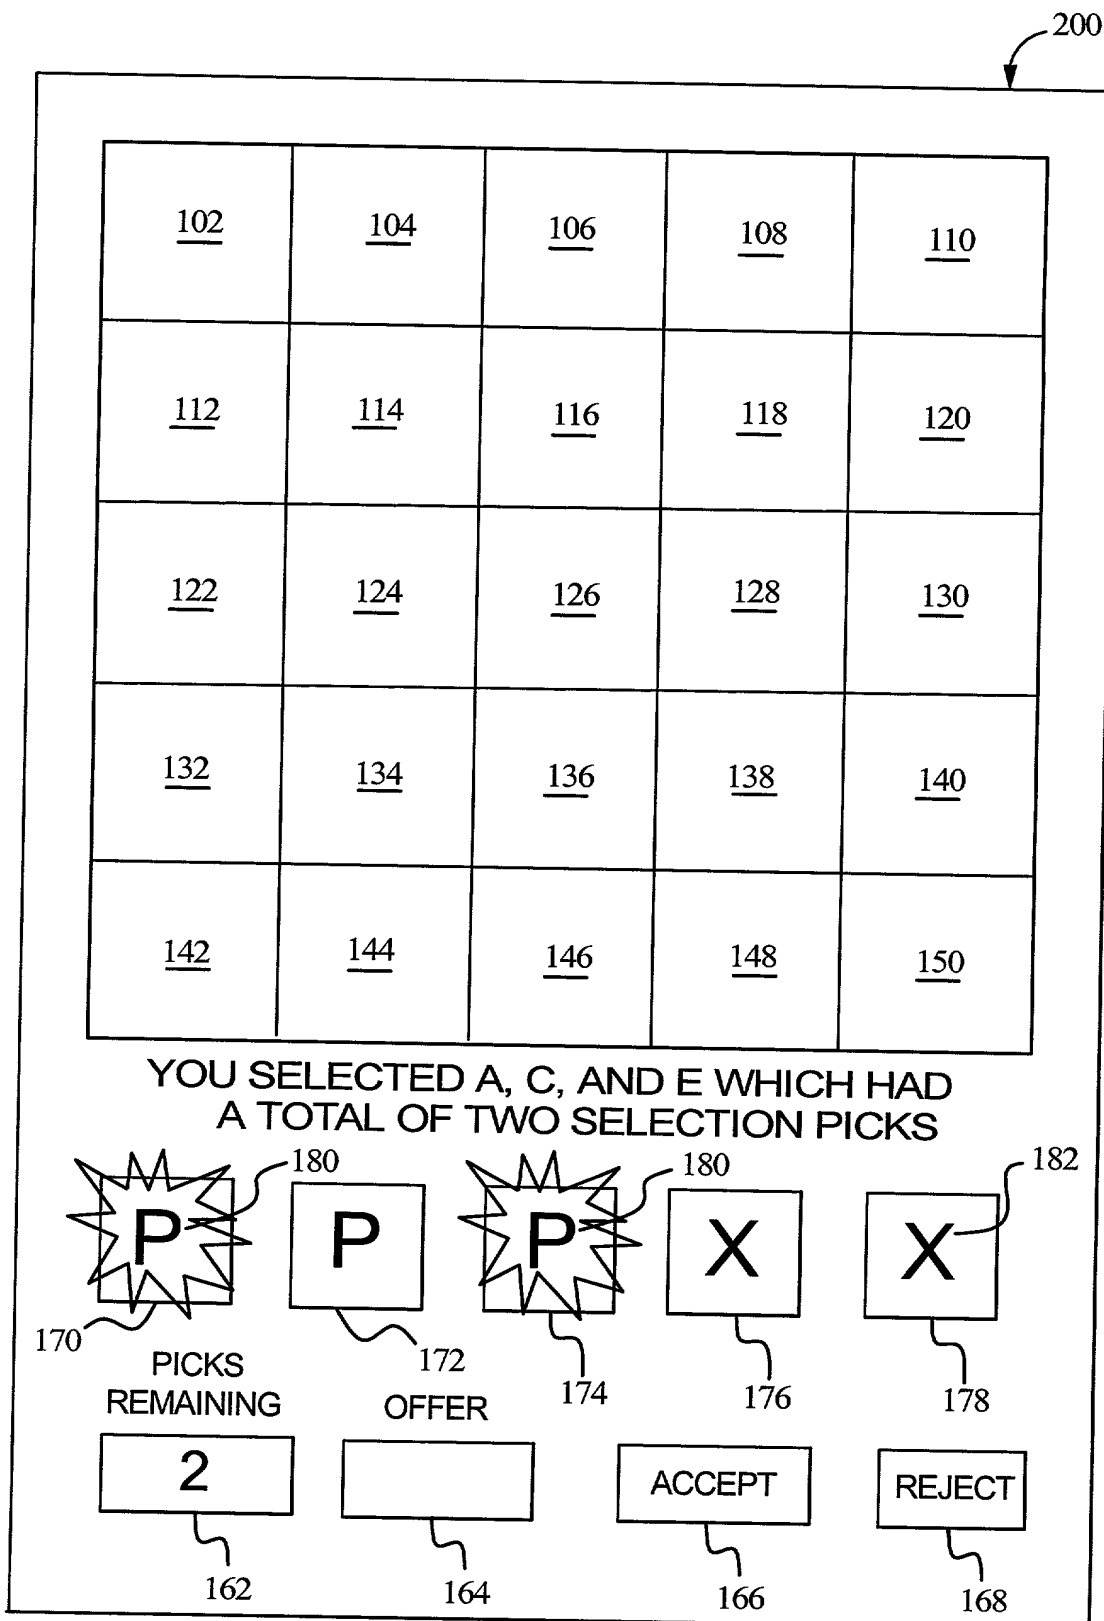 200
102 104 106 108 110
112 114 116 118 120
122 124 126 128 130
132 134 136 138 140
142 144 146 148 150
YOU SELECTED A, C, AND E WHICH HAD
A TOTAL OF TWO SELECTION PICKS
180 180 182
P P P X X
170 172 174 176 178
PICKS
REMAINING OFFER
2 ACCEPT REJECT
162 164 166 168